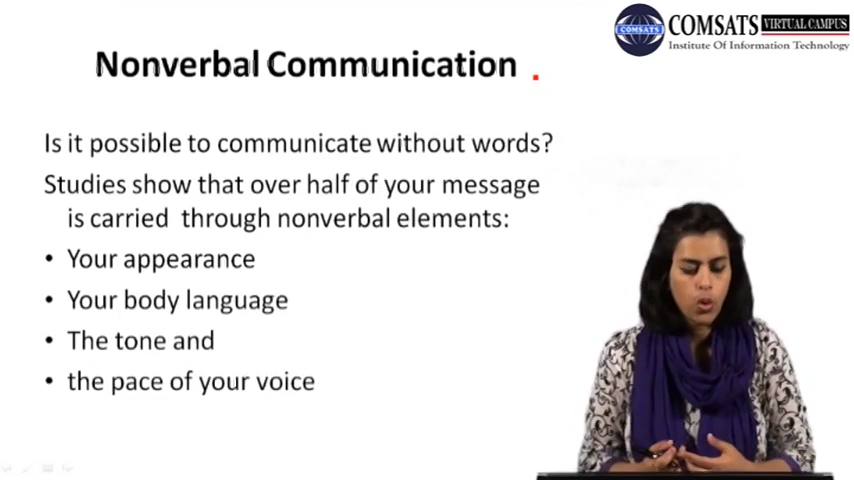 COMSATS VIRTUAL CAMPUS
COMSATS
Institute Of Information Technology
Nonverbal Communication .
Is it possible to communicate without words?
Studies show that over half of your message
is carried through nonverbal elements:
• Your appearance
• Your body language
• The tone and
• the pace of your voice